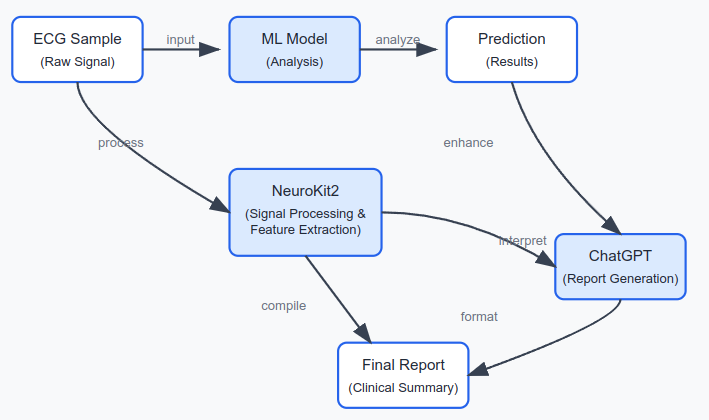 ECG Sample
(Raw Signal)
input
ML Model
(Analysis)
analyze
Prediction
(Results)
process
enhance
NeuroKit2
(Signal Processing &
Feature Extraction)
interpret
ChatGPT
(Report Generation)
compile
format
Final Report
(Clinical Summary)